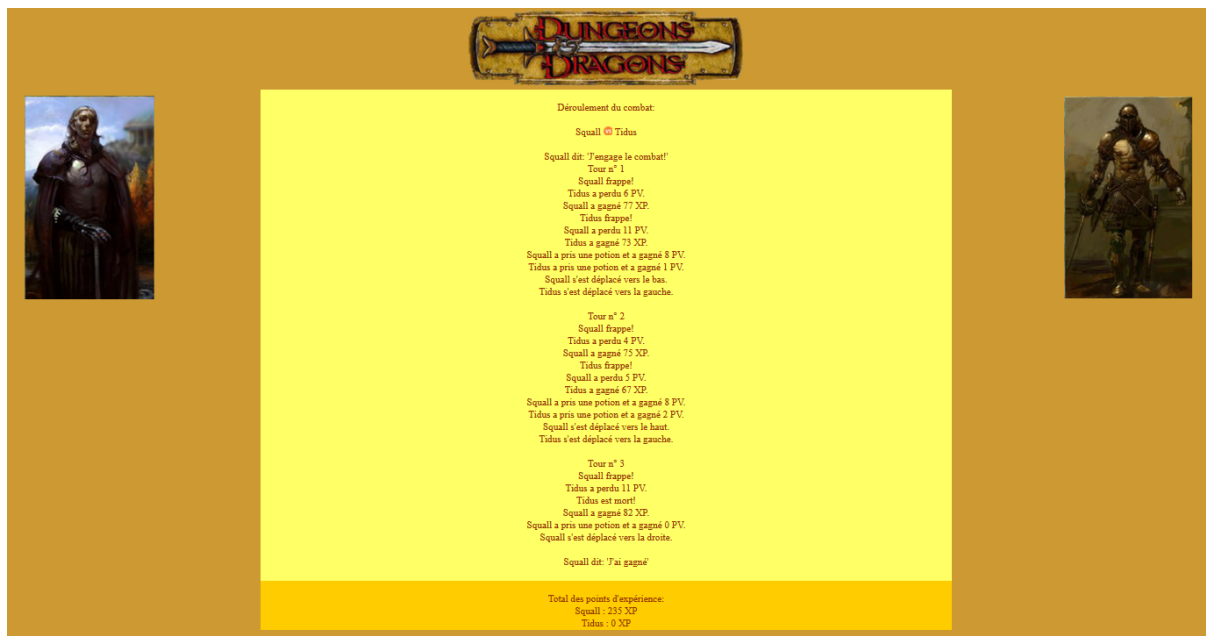 DUNGEONS
&
DRAGONS
Déroulement du combat:
Squall VS Tidus
Squall dit: 'J'engage le combat!'
Tour n° 1
Squall frappe!
Tidus a perdu 6 PV.
Squall a gagné 77 XP.
Tidus frappe!
Squall a perdu 11 PV.
Tidus a gagné 73 XP.
Squall a pris une potion et a gagné 8 PV.
Tidus a pris une potion et a gagné 1 PV.
Squall s'est déplacé vers le bas.
Tidus s'est déplacé vers la gauche.
Tour n° 2
Squall frappe!
Tidus a perdu 4 PV.
Squall a gagné 75 XP.
Tidus frappe!
Squall a perdu 5 PV.
Tidus a gagné 67 XP.
Squall a pris une potion et a gagné 8 PV.
Tidus a pris une potion et a gagné 2 PV.
Squall s'est déplacé vers le haut.
Tidus s'est déplacé vers la gauche.
Tour n° 3
Squall frappe!
Tidus a perdu 11 PV.
Tidus est mort!
Squall a gagné 82 XP.
Squall a pris une potion et a gagné 0 PV.
Squall s'est déplacé vers la droite.
Squall dit: 'J'ai gagné'
Total des points d'expérience:
Squall : 235 XP
Tidus : 0 XP